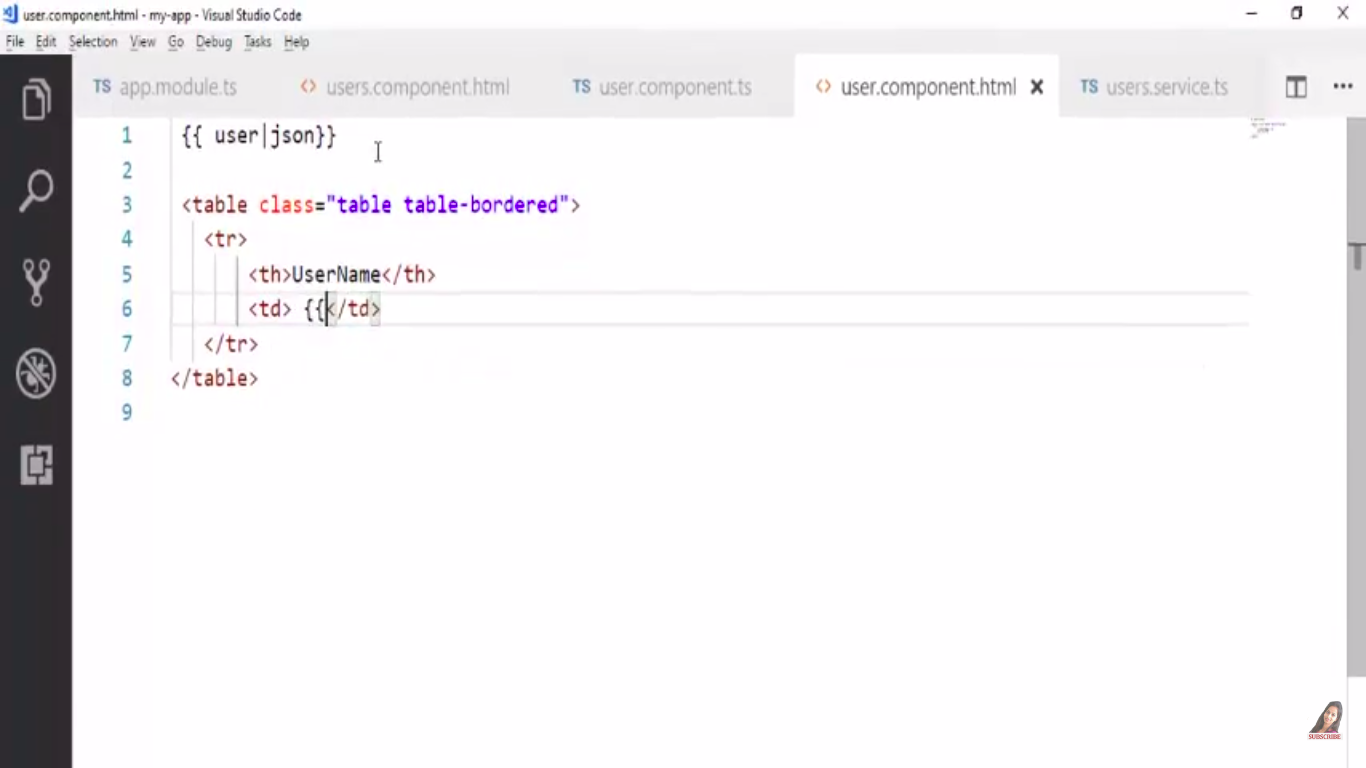 user.component.html - my-app - Visual Studio Code
File Edit Selection View Go Debug Tasks Help
TS app.module.ts <> users.component.html TS user.component.ts <> user.component.html TS users.service.ts
1 {{ user|json}}
2
3 <table class="table table-bordered">
4 <tr>
5 <th>UserName</th>
6 <td> {{</td>
7 </tr>
8 </table>
9
SUBSCRIBE